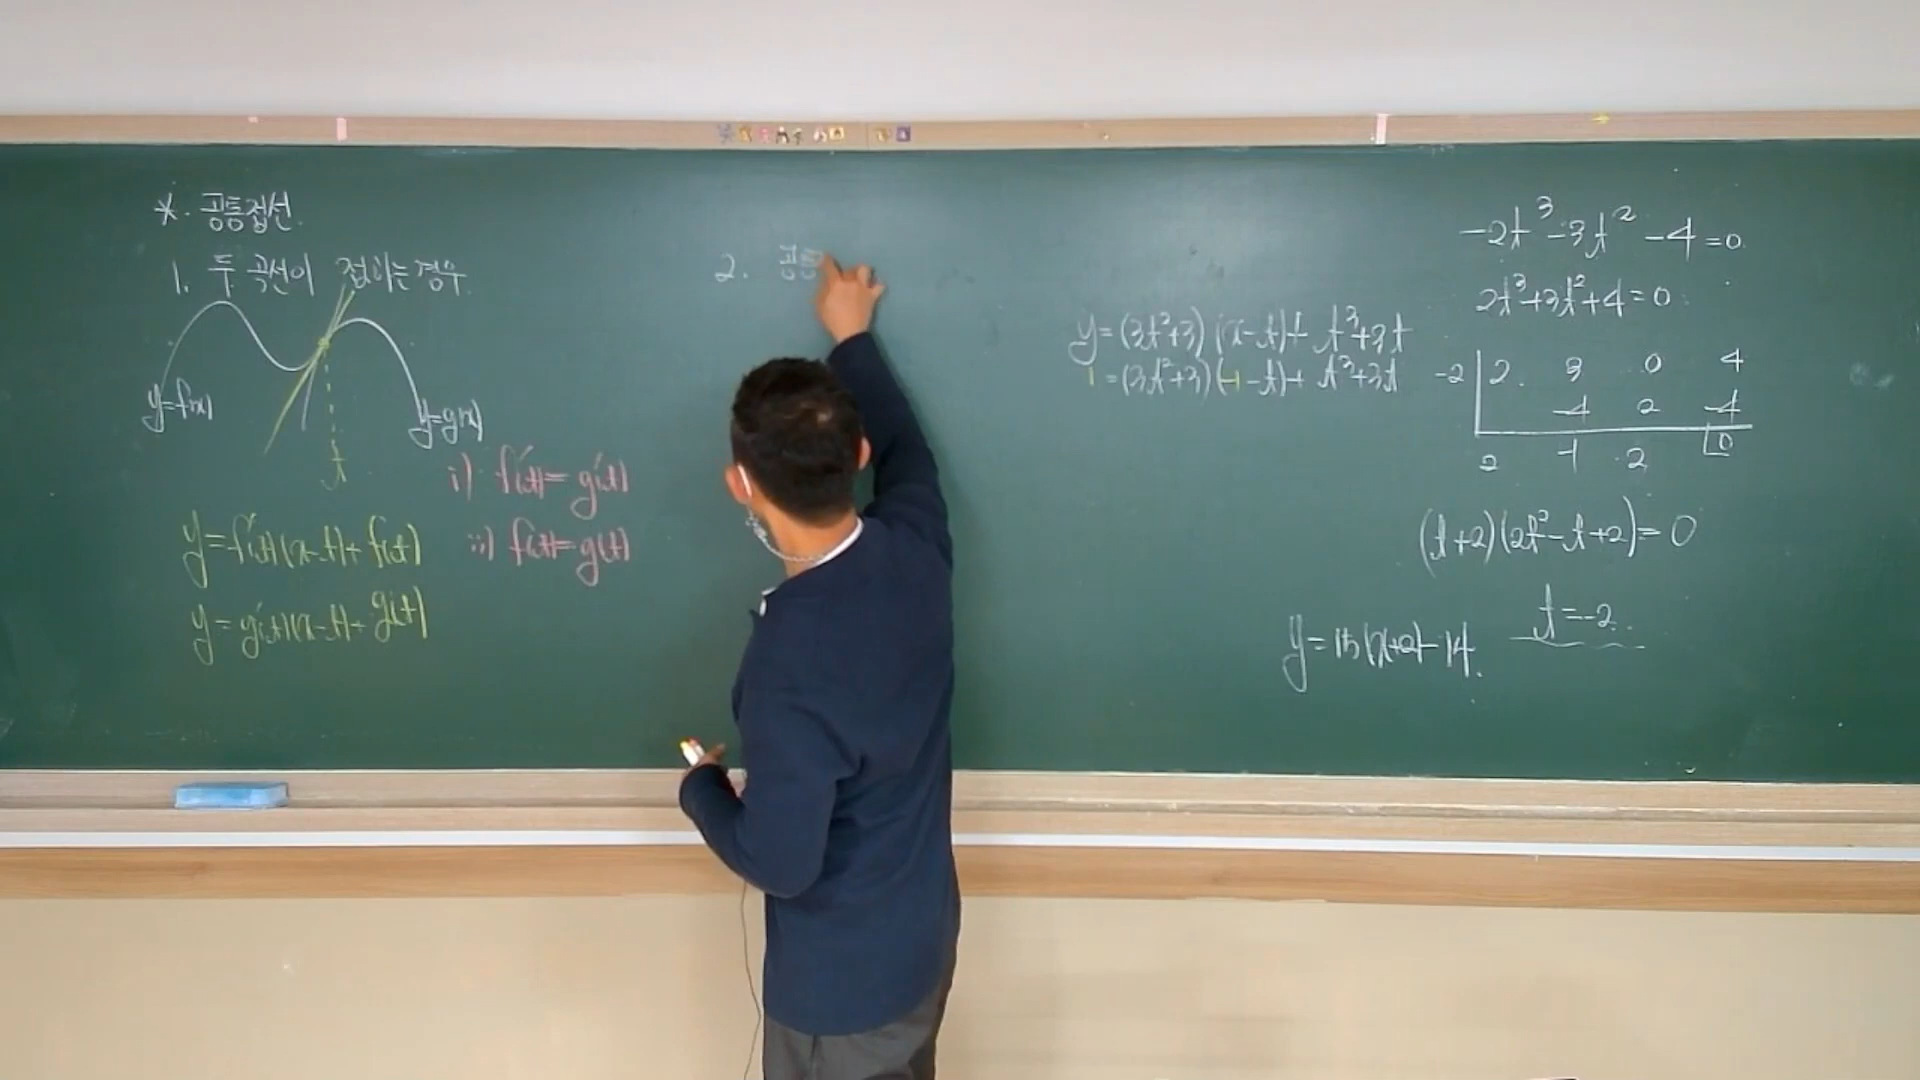 *. 공통접선
1. 두 곡선이 접하는 경우
y=f(x)
y=g(x)
t
i) f'(t)=g'(t)
ii) f(t)=g(t)
y=f'(t)(x-t)+f(t)
y=g'(t)(x-t)+g(t)
2. 공통
y=(3t²+3)(x-t)+t³+3t
1=(3t²+3)(-1-t)+t³+3t
-2t³-3t²-4=0
2t³+3t²+4=0
-2 2 3 0 4
-4 2 -4
2 -1 2 0
(t+2)(2t²-t+2)=0
t=-2
y=15(x+2)-14